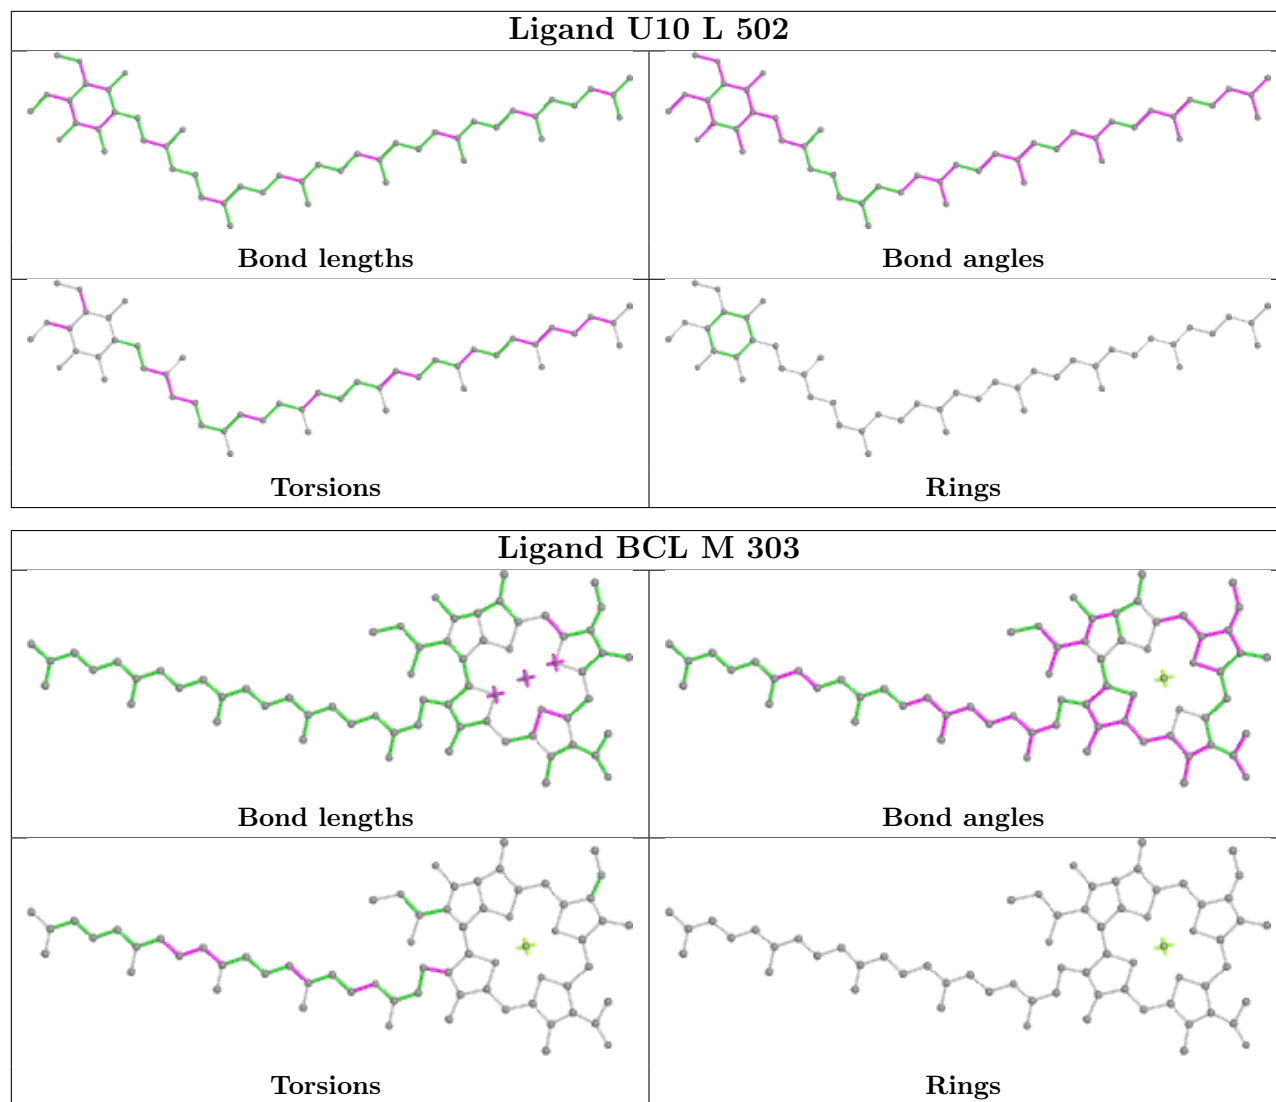 Ligand U10 L 502
Bond lengths
Bond angles
Torsions
Rings
Ligand BCL M 303
Bond lengths
Bond angles
Torsions
Rings